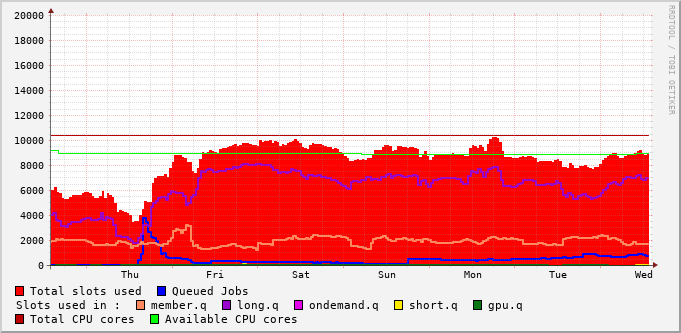 20000
18000
16000
14000
12000
10000
8000
6000
4000
2000
0
Thu Fri Sat Sun Mon Tue Wed
RRDTOOL / TOBI OETIKER
Total slots used Queued Jobs
Slots used in : member.q long.q ondemand.q short.q gpu.q
Total CPU cores Available CPU cores